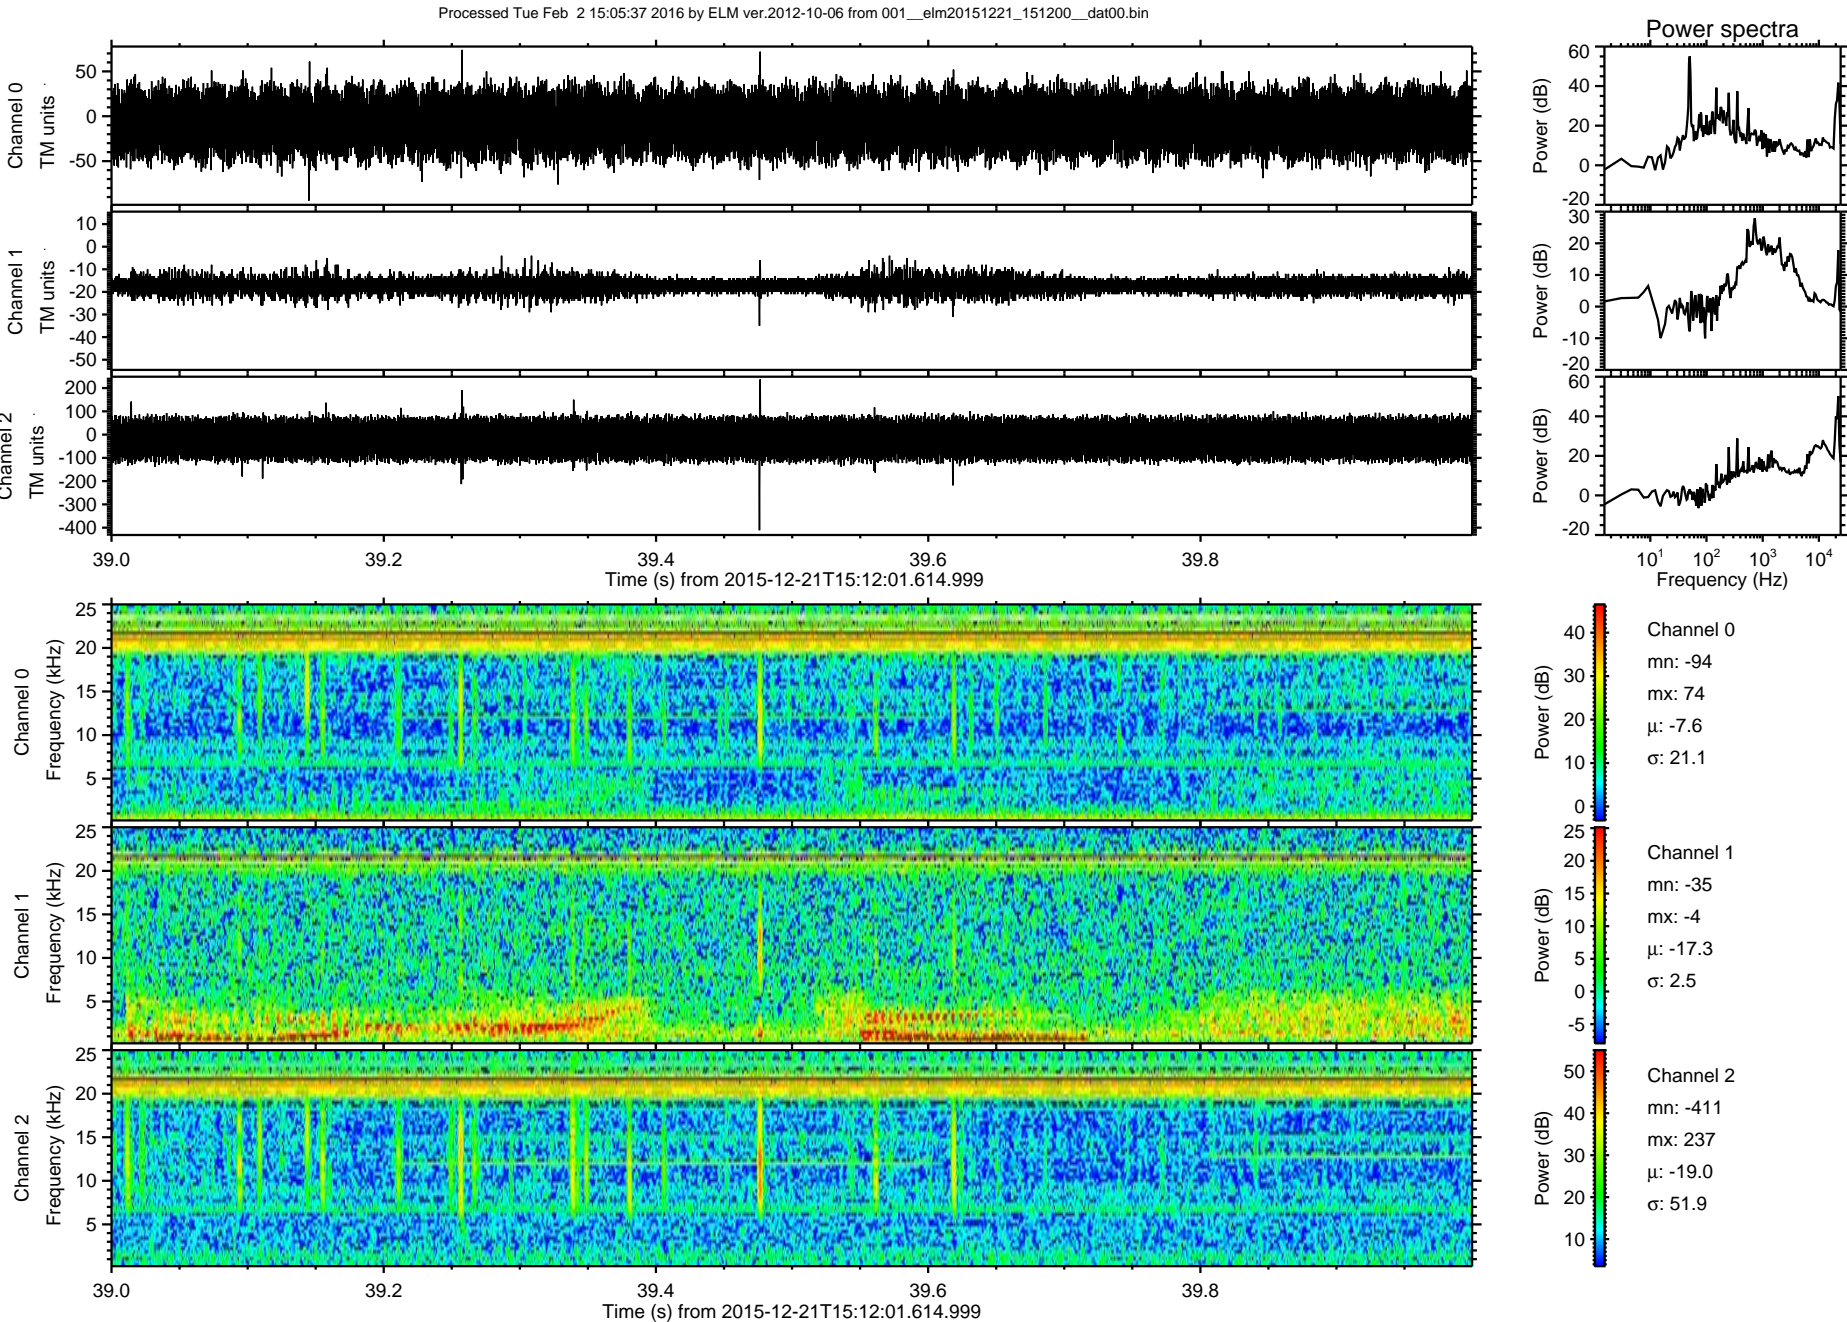 Processed Tue Feb  2 15:05:37 2016 by ELM ver.2012-10-06 from 001__elm20151221_151200__dat00.bin
Power spectra
Channel 0
TM units
50
0
-50
Power (dB)
60
40
20
0
-20
Channel 1
TM units
10
0
-10
-20
-30
-40
-50
Power (dB)
30
20
10
0
-10
-20
Channel 2
TM units
200
100
0
-100
-200
-300
-400
Power (dB)
60
40
20
0
-20
39.0 39.2 39.4 39.6 39.8
Time (s) from 2015-12-21T15:12:01.614.999
10^1 10^2 10^3 10^4
Frequency (Hz)
Channel 0
Frequency (kHz)
25
20
15
10
5
Power (dB)
40
30
20
10
0
Channel 0
mn: -94
mx: 74
μ: -7.6
σ: 21.1
Channel 1
Frequency (kHz)
25
20
15
10
5
Power (dB)
25
20
15
10
5
0
-5
Channel 1
mn: -35
mx: -4
μ: -17.3
σ: 2.5
Channel 2
Frequency (kHz)
25
20
15
10
5
Power (dB)
50
40
30
20
10
Channel 2
mn: -411
mx: 237
μ: -19.0
σ: 51.9
39.0 39.2 39.4 39.6 39.8
Time (s) from 2015-12-21T15:12:01.614.999